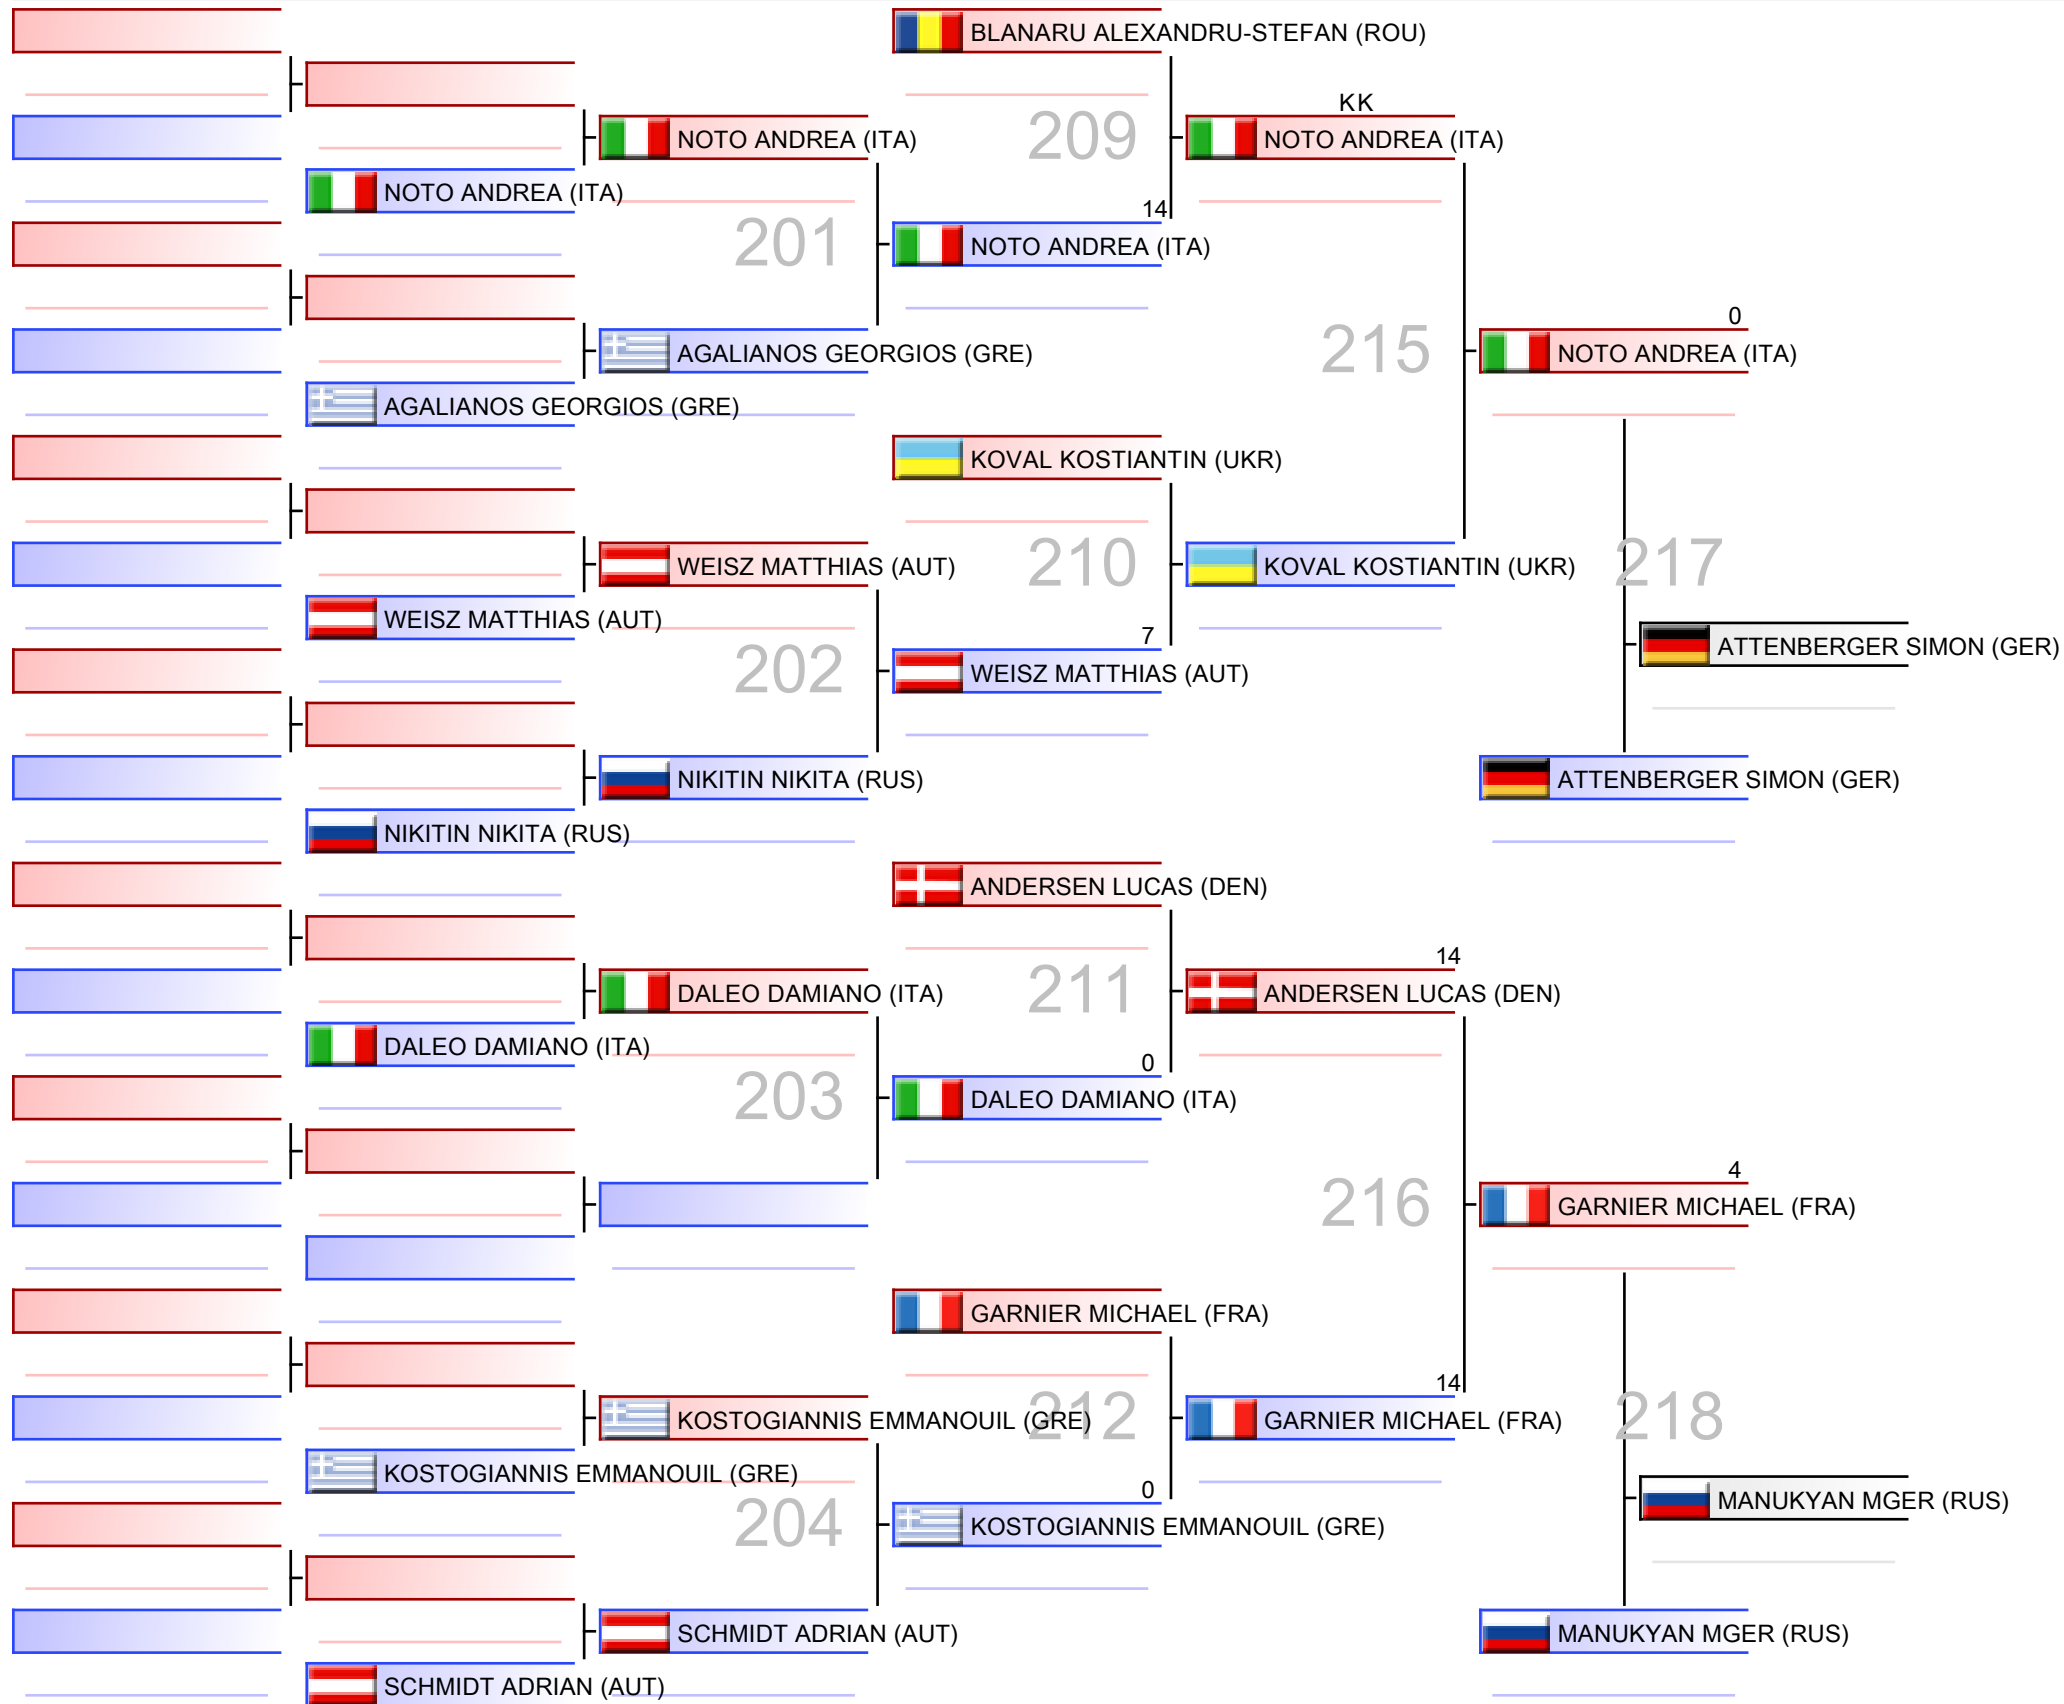 BLANARU ALEXANDRU-STEFAN (ROU)
KK
209
NOTO ANDREA (ITA)
NOTO ANDREA (ITA)
NOTO ANDREA (ITA)
14
201
NOTO ANDREA (ITA)
0
215
AGALIANOS GEORGIOS (GRE)
NOTO ANDREA (ITA)
AGALIANOS GEORGIOS (GRE)
KOVAL KOSTIANTIN (UKR)
210
217
WEISZ MATTHIAS (AUT)
KOVAL KOSTIANTIN (UKR)
WEISZ MATTHIAS (AUT)
7
ATTENBERGER SIMON (GER)
202
WEISZ MATTHIAS (AUT)
NIKITIN NIKITA (RUS)
ATTENBERGER SIMON (GER)
NIKITIN NIKITA (RUS)
ANDERSEN LUCAS (DEN)
14
211
DALEO DAMIANO (ITA)
ANDERSEN LUCAS (DEN)
DALEO DAMIANO (ITA)
0
203
DALEO DAMIANO (ITA)
4
216
GARNIER MICHAEL (FRA)
GARNIER MICHAEL (FRA)
14
212
218
KOSTOGIANNIS EMMANOUIL (GRE)
GARNIER MICHAEL (FRA)
KOSTOGIANNIS EMMANOUIL (GRE)
0
MANUKYAN MGER (RUS)
204
KOSTOGIANNIS EMMANOUIL (GRE)
SCHMIDT ADRIAN (AUT)
MANUKYAN MGER (RUS)
SCHMIDT ADRIAN (AUT)